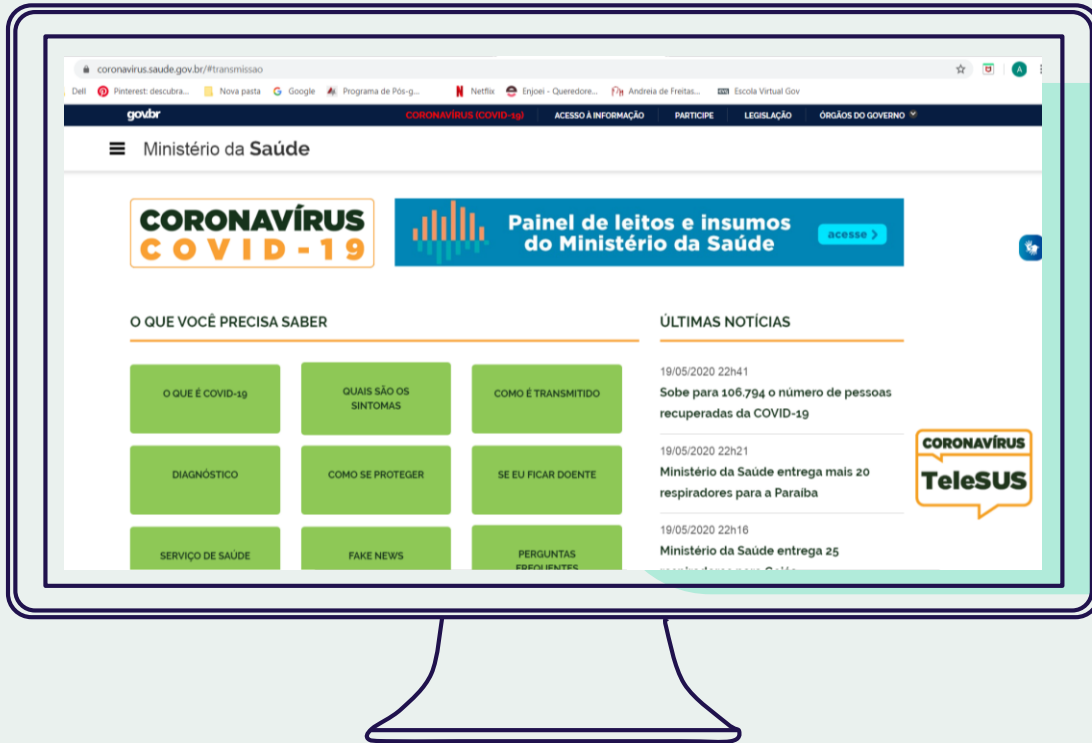 coronavirus.saude.gov.br/#transmissao
A
Dell Pinterest: descubra... Nova pasta Google Programa de Pós-g... Netflix Enjoei - Queredore... Andreia de Freitas... Escola Virtual Gov
govbr CORONAVÍRUS (COVID-19) ACESSO À INFORMAÇÃO PARTICIPE LEGISLAÇÃO ÓRGÃOS DO GOVERNO
Ministério da Saúde
CORONAVÍRUS
COVID-19
Painel de leitos e insumos
do Ministério da Saúde
acesse >
O QUE VOCÊ PRECISA SABER
O QUE É COVID-19
QUAIS SÃO OS
SINTOMAS
COMO É TRANSMITIDO
DIAGNÓSTICO
COMO SE PROTEGER
SE EU FICAR DOENTE
SERVIÇO DE SAÚDE
FAKE NEWS
PERGUNTAS
FREQUENTES
ÚLTIMAS NOTÍCIAS
19/05/2020 22h41
Sobe para 106.794 o número de pessoas
recuperadas da COVID-19
19/05/2020 22h21
Ministério da Saúde entrega mais 20
respiradores para a Paraíba
19/05/2020 22h16
Ministério da Saúde entrega 25
CORONAVÍRUS
TeleSUS